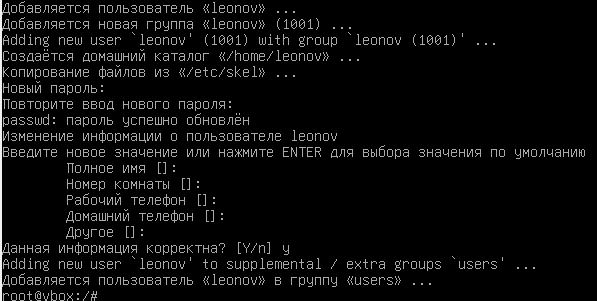 Добавляется пользователь «leonov» ...
Добавляется новая группа «leonov» (1001) ...
Adding new user `leonov' (1001) with group `leonov (1001)' ...
Создаётся домашний каталог «/home/leonov» ...
Копирование файлов из «/etc/skel» ...
Новый пароль:
Повторите ввод нового пароля:
passwd: пароль успешно обновлён
Изменение информации о пользователе leonov
Введите новое значение или нажмите ENTER для выбора значения по умолчанию
Полное имя []:
Номер комнаты []:
Рабочий телефон []:
Домашний телефон []:
Другое []:
Данная информация корректна? [Y/n] y
Adding new user `leonov' to supplemental / extra groups `users' ...
Добавляется пользователь «leonov» в группу «users» ...
root@vbox:/#